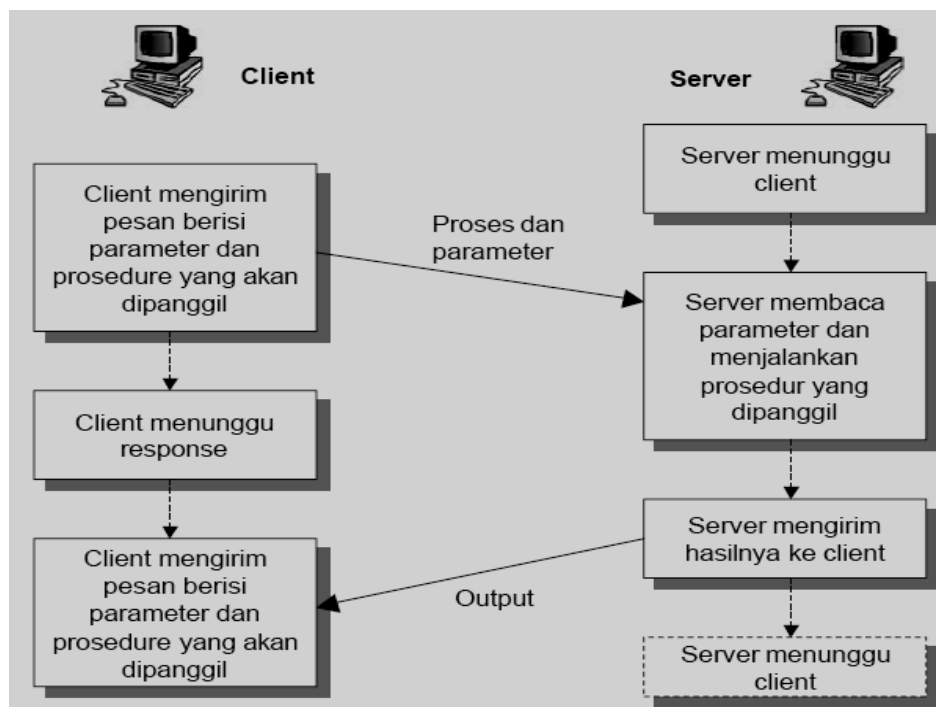 Client
Server
Client mengirim
pesan berisi
parameter dan
prosedure yang akan
dipanggil
Proses dan
parameter
Server menunggu
client
Server membaca
parameter dan
menjalankan
prosedur yang
dipanggil
Client menunggu
response
Server mengirim
hasilnya ke client
Client mengirim
pesan berisi
parameter dan
prosedure yang akan
dipanggil
Output
Server menunggu
client